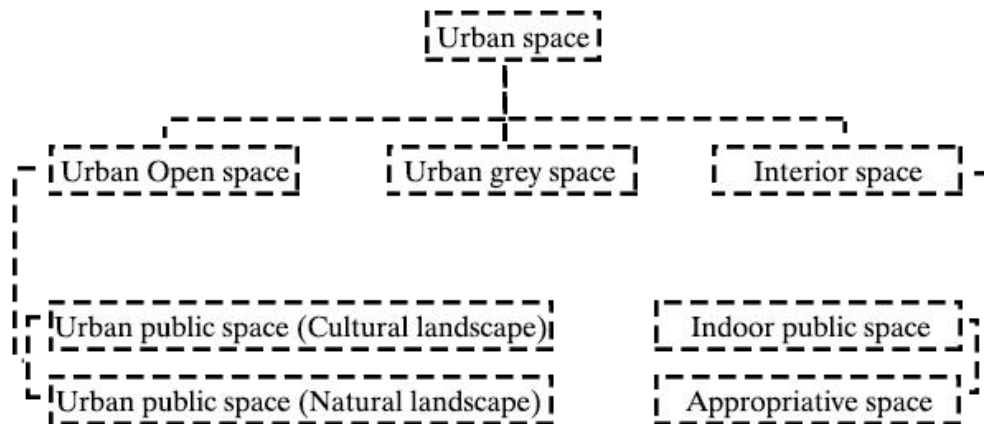 Urban space
Urban Open space
Urban grey space
Interior space
Urban public space (Cultural landscape)
Indoor public space
Urban public space (Natural landscape)
Appropriative space